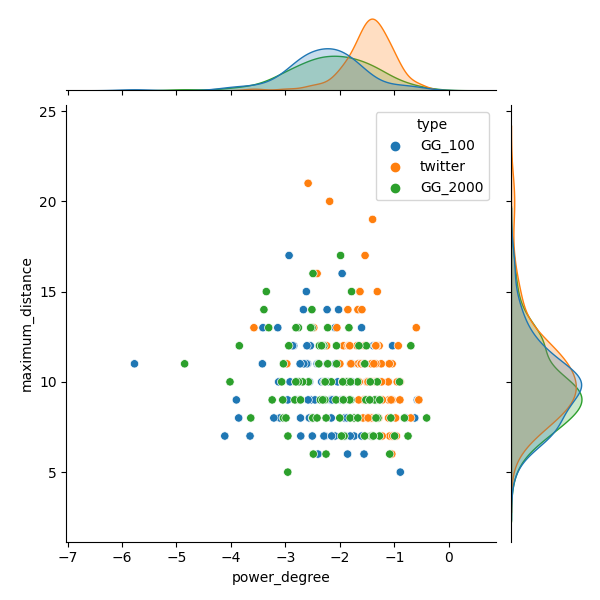 type
GG_100
twitter
GG_2000
25
20
15
10
5
maximum_distance
−7 −6 −5 −4 −3 −2 −1 0
power_degree